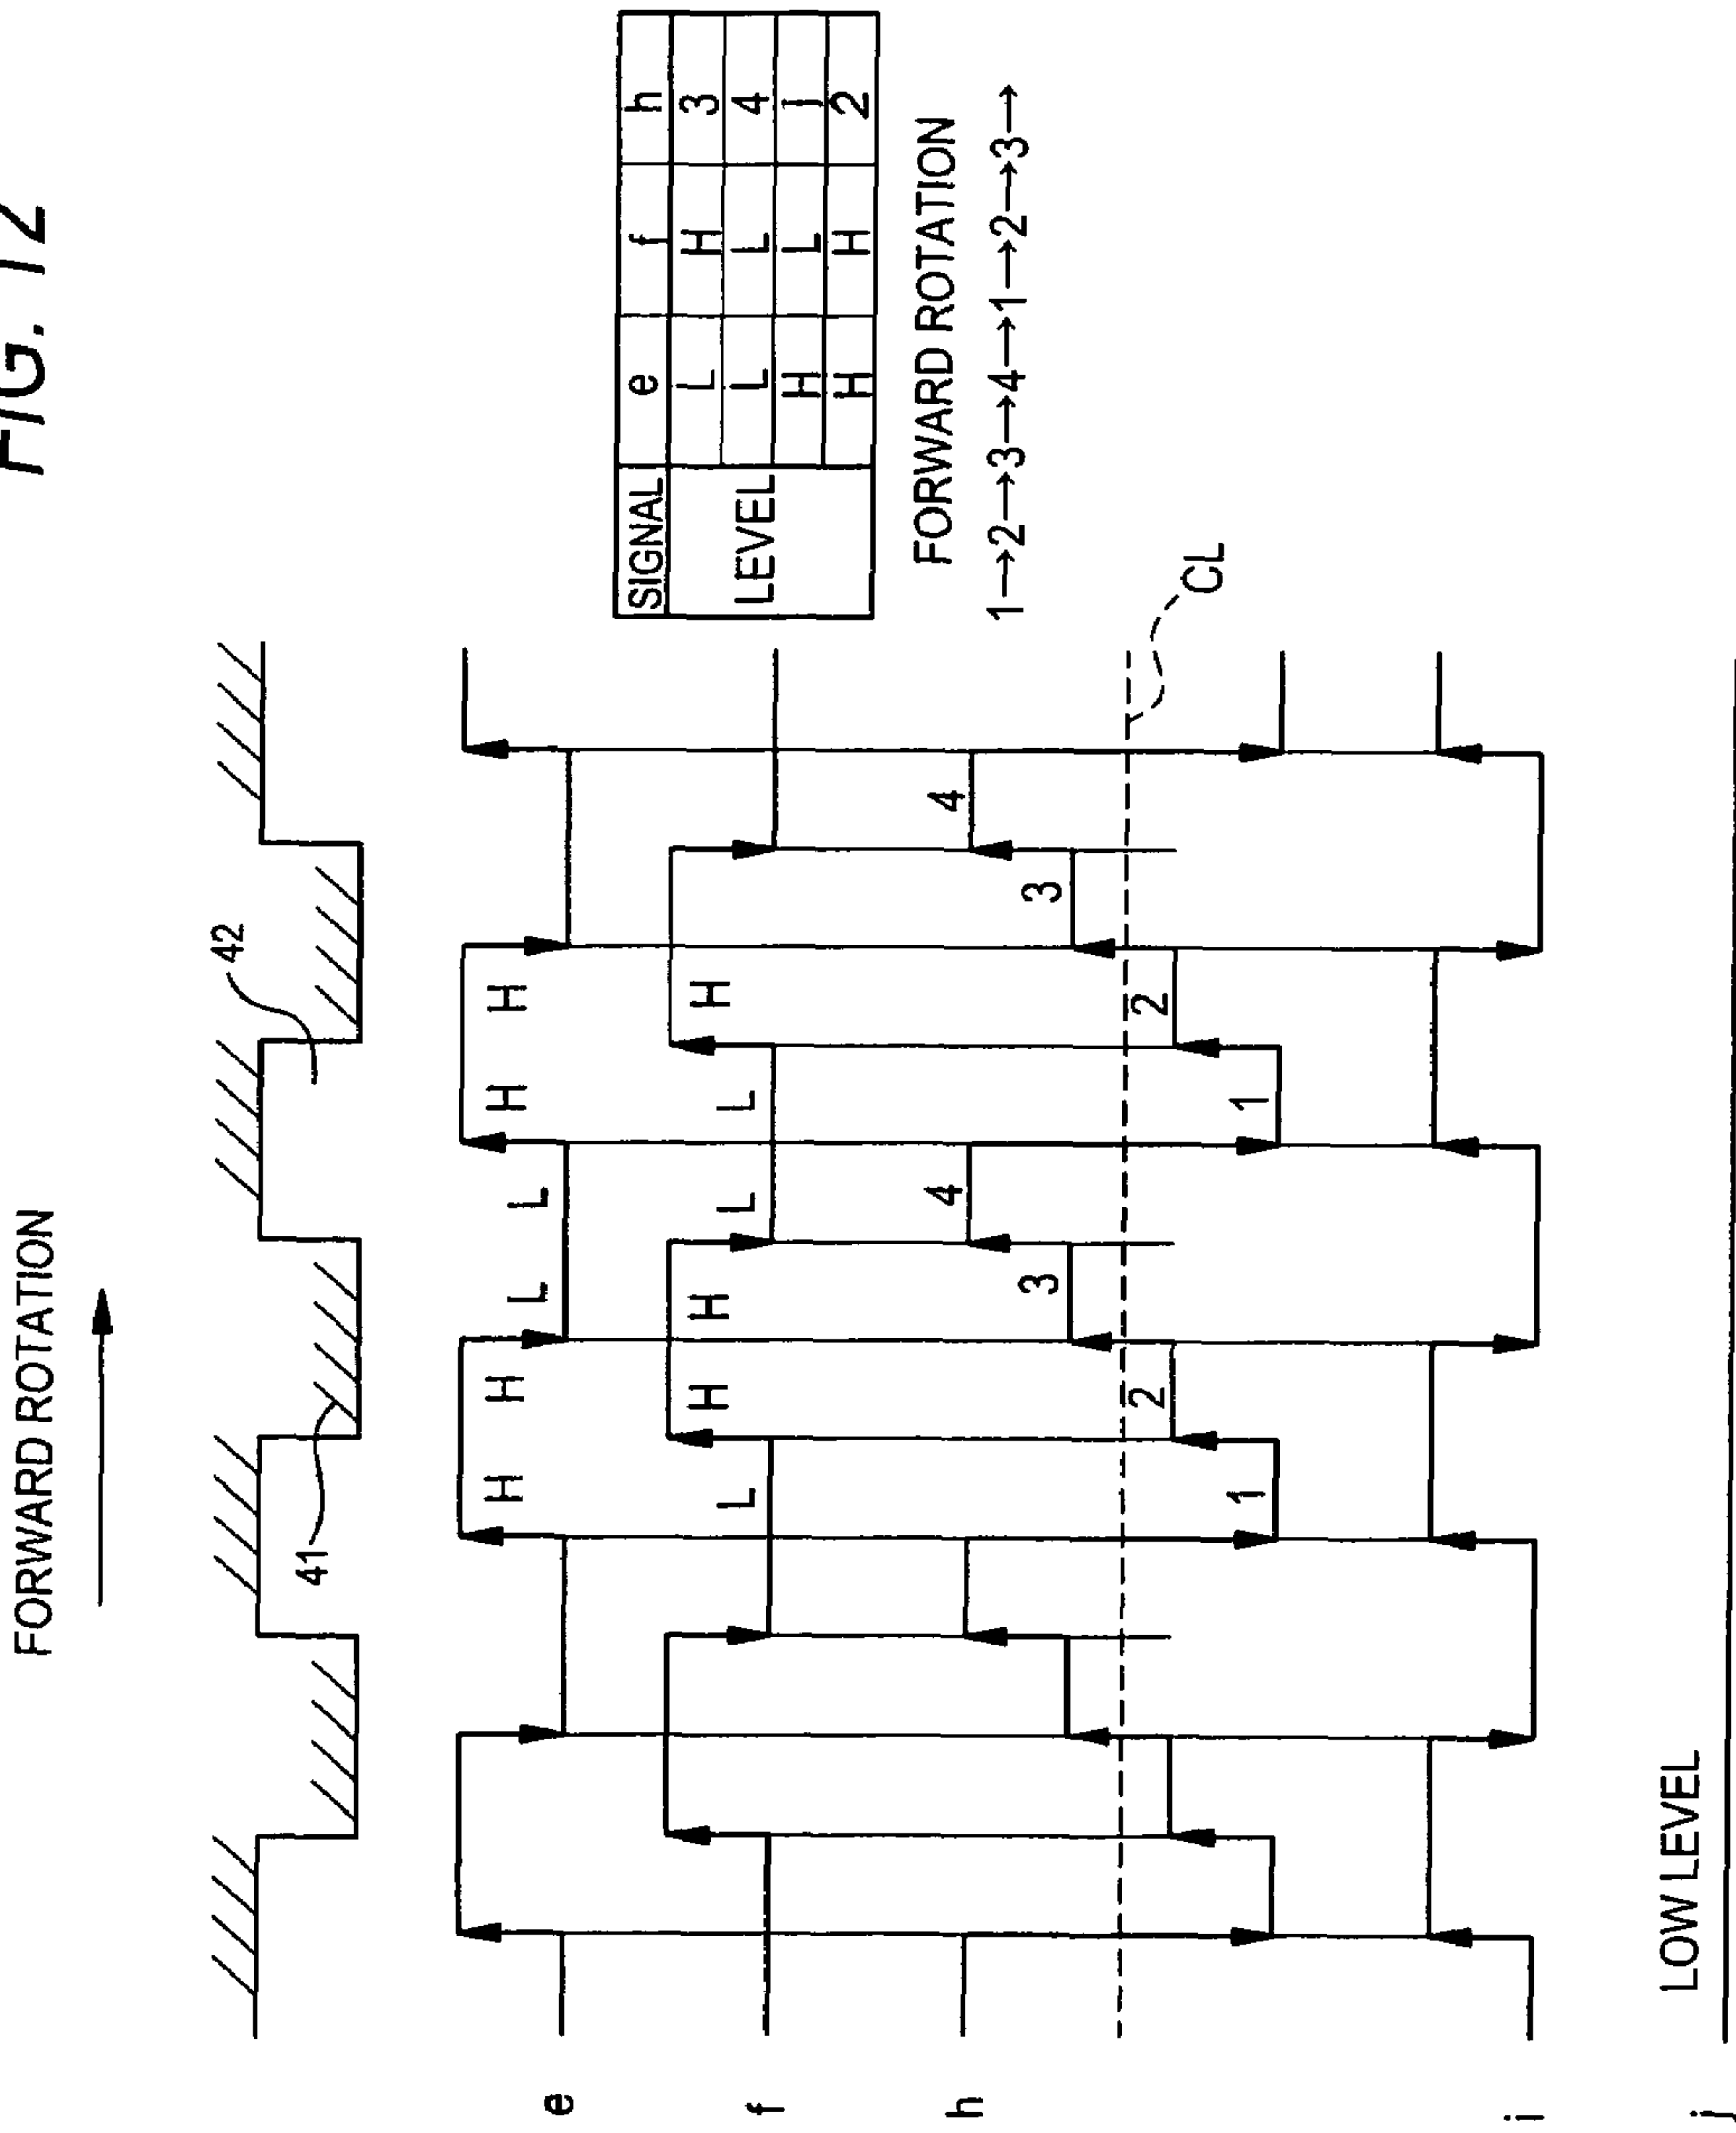 FIG. 12
FORWARD ROTATION
41
42
e
H H L L H H
f
L H H L L H
h
1 2 3 4 1 2 3 4
CL
i
LOW LEVEL
j
SIGNAL e f h
LEVEL
L H 3
L L 4
H L 1
H H 2
FORWARD ROTATION
1→2→3→4→1→2→3→